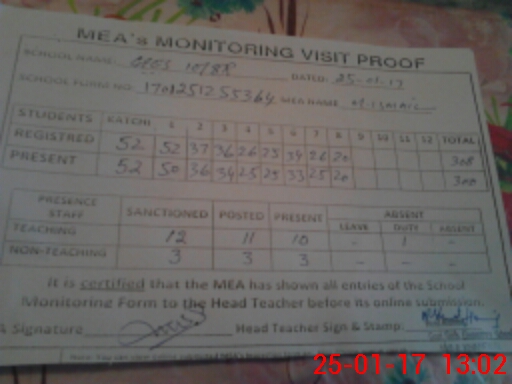 MEA's MONITORING VISIT PROOF
SCHOOL NAME: 10/8R DATED: 25-01-17
SCHOOL FORM NO. MEA NAME M. ISMAIL
STUDENTS KATCHI 1 2 3 4 5 6 7 8 9 10 11 12 TOTAL
REGISTRED 52 52 37 36 26 25 34 26 20 308
PRESENT 52 50 36 34 25 25 33 25 20 300
PRESENCE STAFF SANCTIONED POSTED PRESENT ABSENT
LEAVE DUTY ABSENT
TEACHING 12 11 10 - 1 -
NON-TEACHING 3 3 3 - - -
It is certified that the MEA has shown all entries of the School
Monitoring Form to the Head Teacher before its online submission.
A Signature Head Teacher Sign & Stamp:
25-01-17 13:02